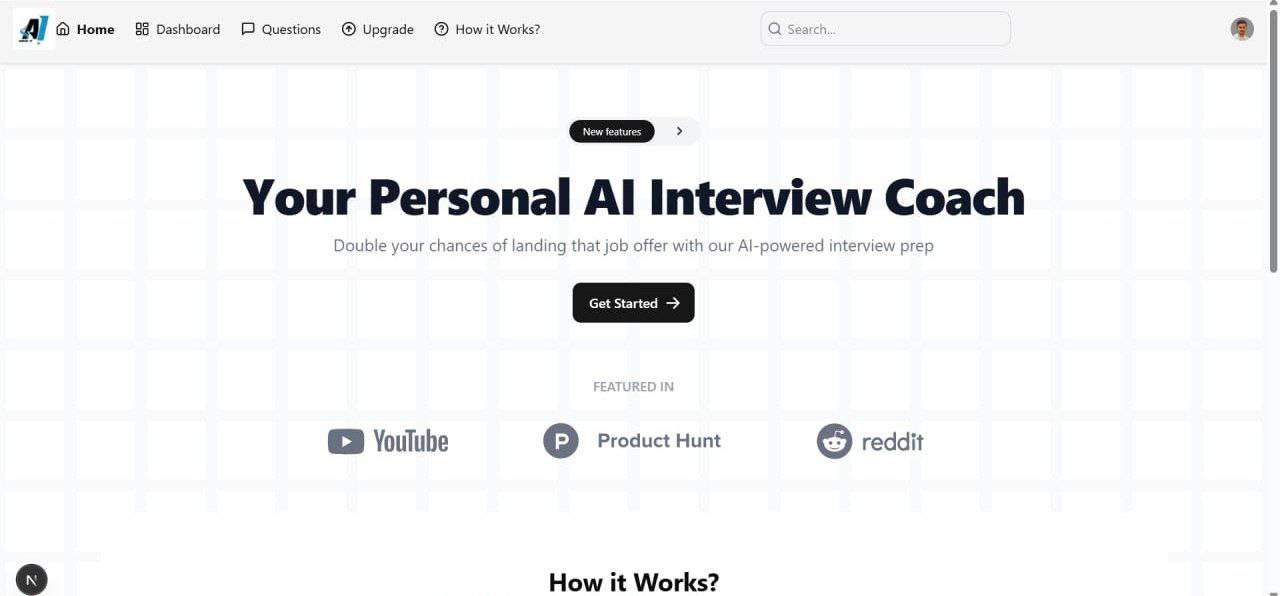 AI Home Dashboard Questions Upgrade How it Works? Search...
New features
Your Personal AI Interview Coach
Double your chances of landing that job offer with our AI-powered interview prep
Get Started
FEATURED IN
YouTube Product Hunt reddit
How it Works?
N